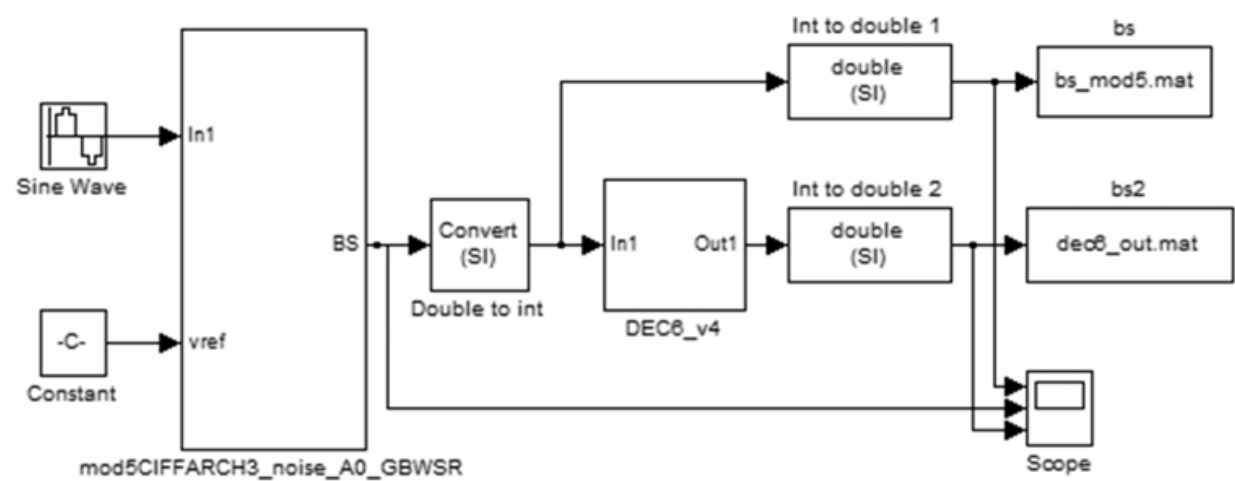 Int to double 1
bs
double
(SI)
bs_mod5.mat
In1
Sine Wave
Int to double 2
bs2
BS
Convert
(SI)
In1
Out1
double
(SI)
dec6_out.mat
Double to int
DEC6_v4
-C-
vref
Constant
mod5CIFFARCH3_noise_A0_GBWSR
Scope